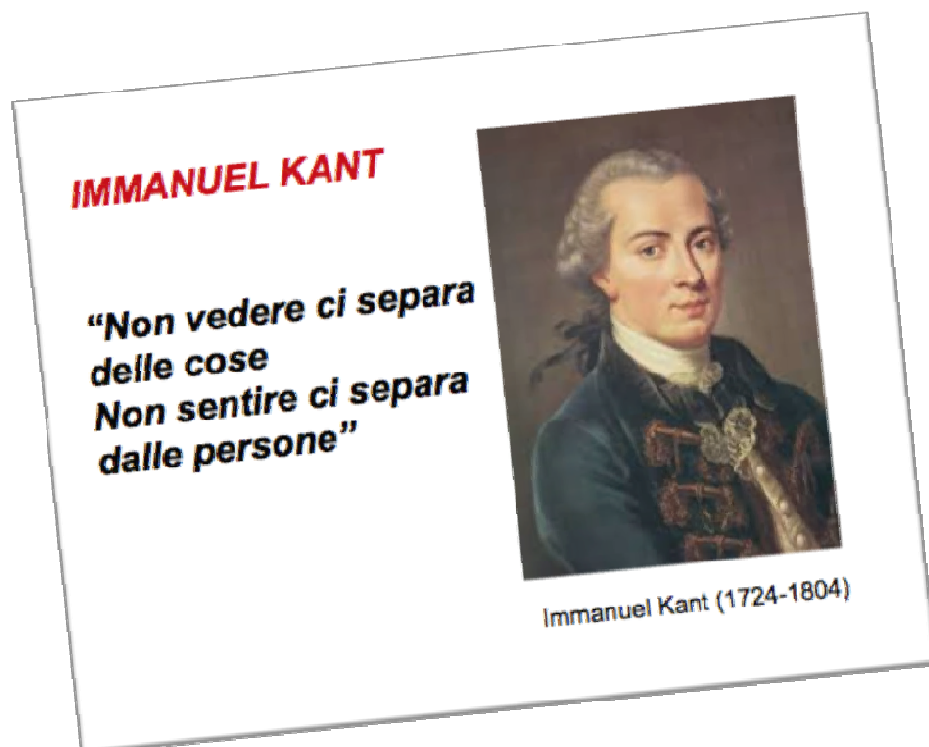 IMMANUEL KANT
“Non vedere ci separa
delle cose
Non sentire ci separa
dalle persone”
Immanuel Kant (1724-1804)